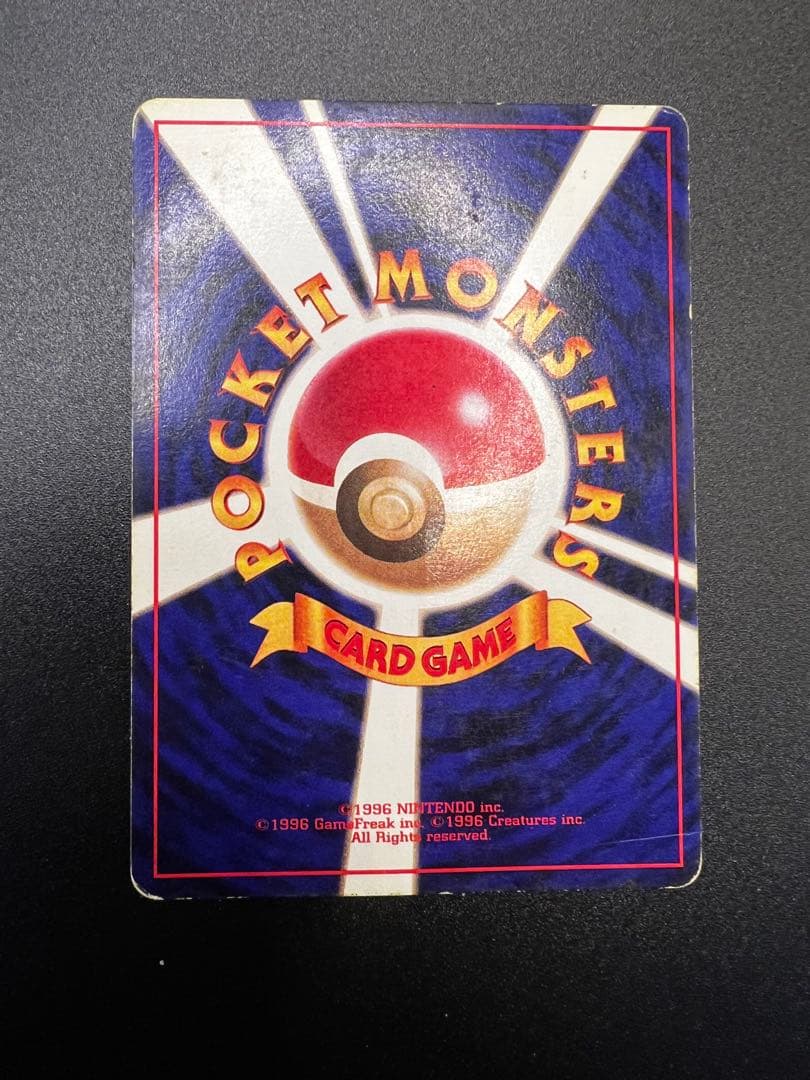 POCKET MONSTERS
CARD GAME
©1996 NINTENDO inc.
©1996 GameFreak inc. ©1996 Creatures inc.
All Rights reserved.